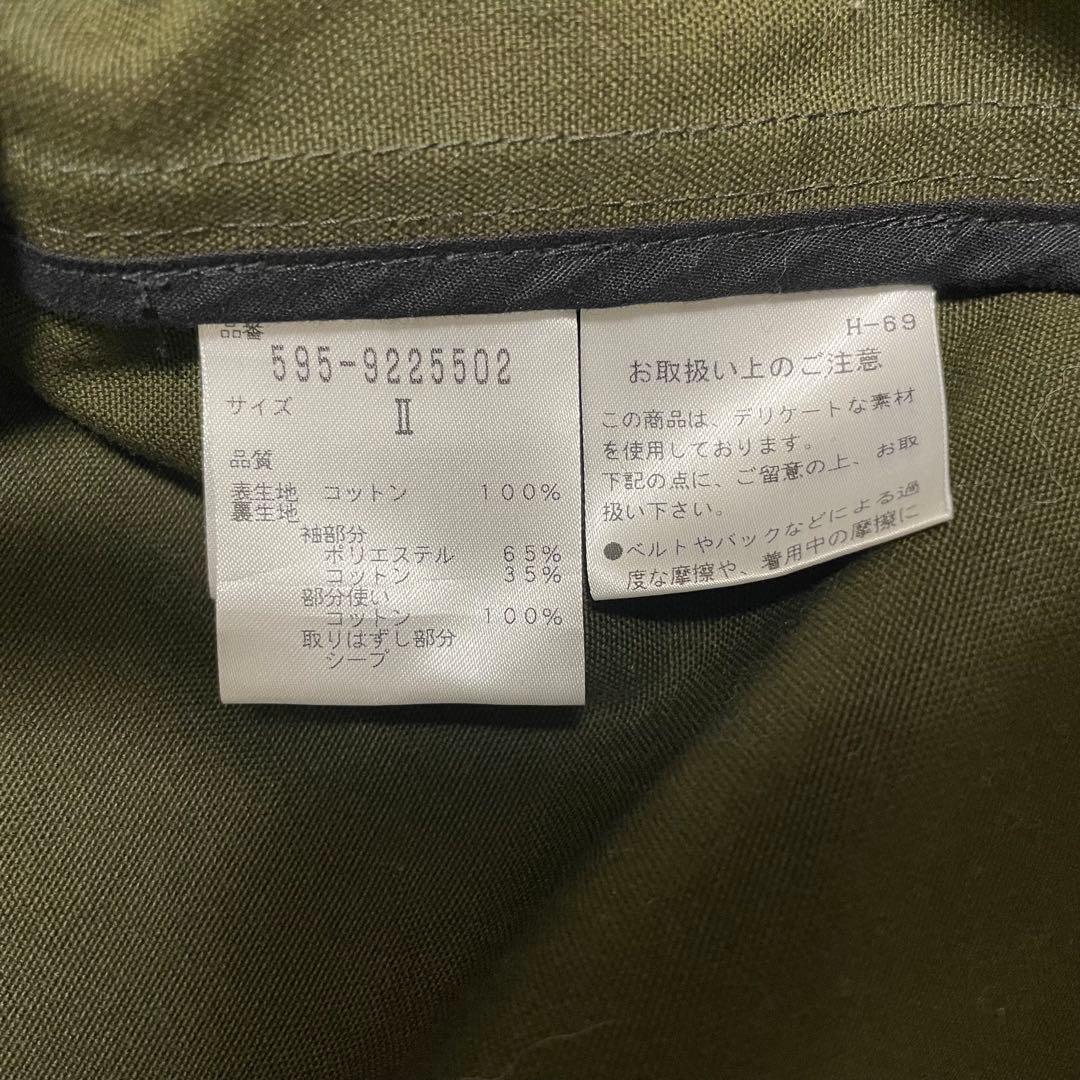 品番
595-9225502
サイズ
Ⅱ
品質
表生地 コットン 100%
裏生地
袖部分
ポリエステル 65%
コットン 35%
部分使い
コットン 100%
取りはずし部分
シープ
H-69
お取扱い上のご注意
この商品は、デリケートな素材
を使用しております。
下記の点に、ご留意の上、お取
扱い下さい。
●ベルトやバックなどによる過
度な摩擦や、着用中の摩擦に